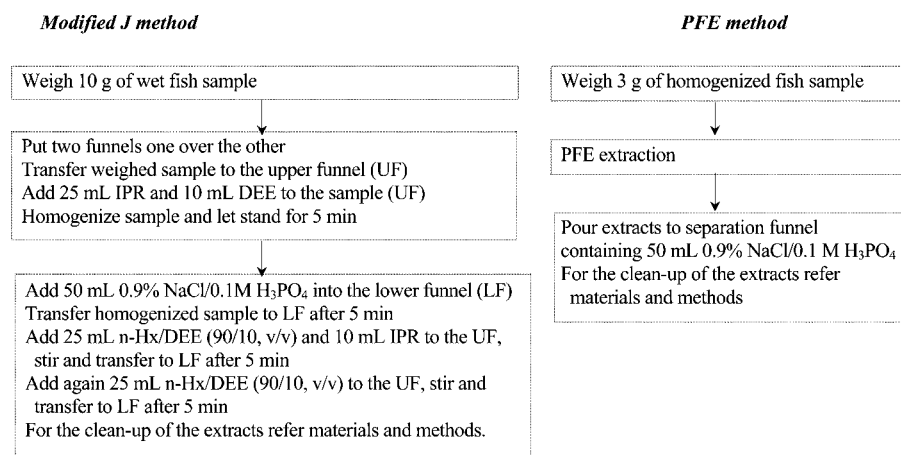 Modified J method
Weigh 10 g of wet fish sample
Put two funnels one over the other
Transfer weighed sample to the upper funnel (UF)
Add 25 mL IPR and 10 mL DEE to the sample (UF)
Homogenize sample and let stand for 5 min
Add 50 mL 0.9% NaCl/0.1M H₃PO₄ into the lower funnel (LF)
Transfer homogenized sample to LF after 5 min
Add 25 mL n-Hx/DEE (90/10, v/v) and 10 mL IPR to the UF,
stir and transfer to LF after 5 min
Add again 25 mL n-Hx/DEE (90/10, v/v) to the UF, stir and
transfer to LF after 5 min
For the clean-up of the extracts refer materials and methods.
PFE method
Weigh 3 g of homogenized fish sample
PFE extraction
Pour extracts to separation funnel
containing 50 mL 0.9% NaCl/0.1 M H₃PO₄
For the clean-up of the extracts refer
materials and methods